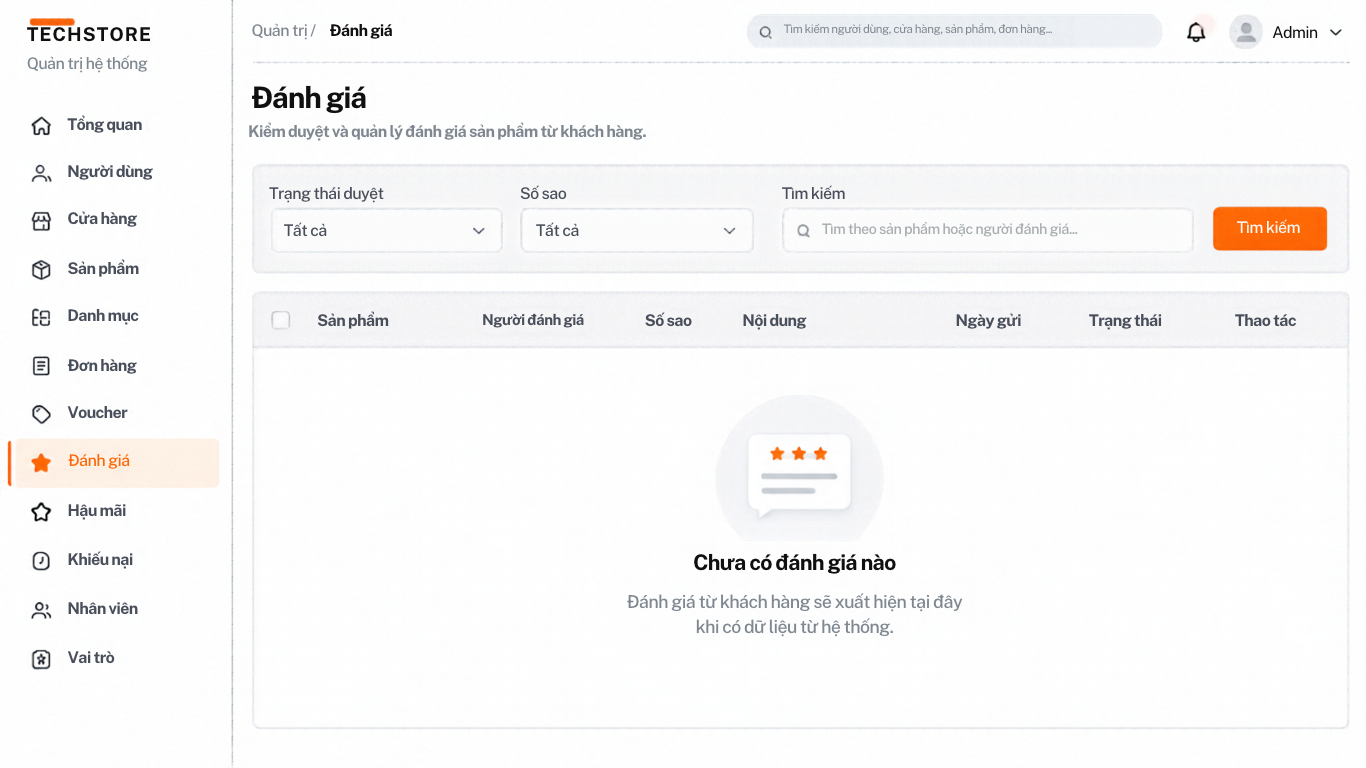 TECHSTORE
Quản trị hệ thống
Tổng quan
Người dùng
Cửa hàng
Sản phẩm
Danh mục
Đơn hàng
Voucher
Đánh giá
Hậu mãi
Khiếu nại
Nhân viên
Vai trò
Quản trị / Đánh giá
Tìm kiếm người dùng, cửa hàng, sản phẩm, đơn hàng...
Admin
Đánh giá
Kiểm duyệt và quản lý đánh giá sản phẩm từ khách hàng.
Trạng thái duyệt Số sao Tìm kiếm
Tất cả Tất cả Tìm theo sản phẩm hoặc người đánh giá... Tìm kiếm
Sản phẩm Người đánh giá Số sao Nội dung Ngày gửi Trạng thái Thao tác
Chưa có đánh giá nào
Đánh giá từ khách hàng sẽ xuất hiện tại đây
khi có dữ liệu từ hệ thống.